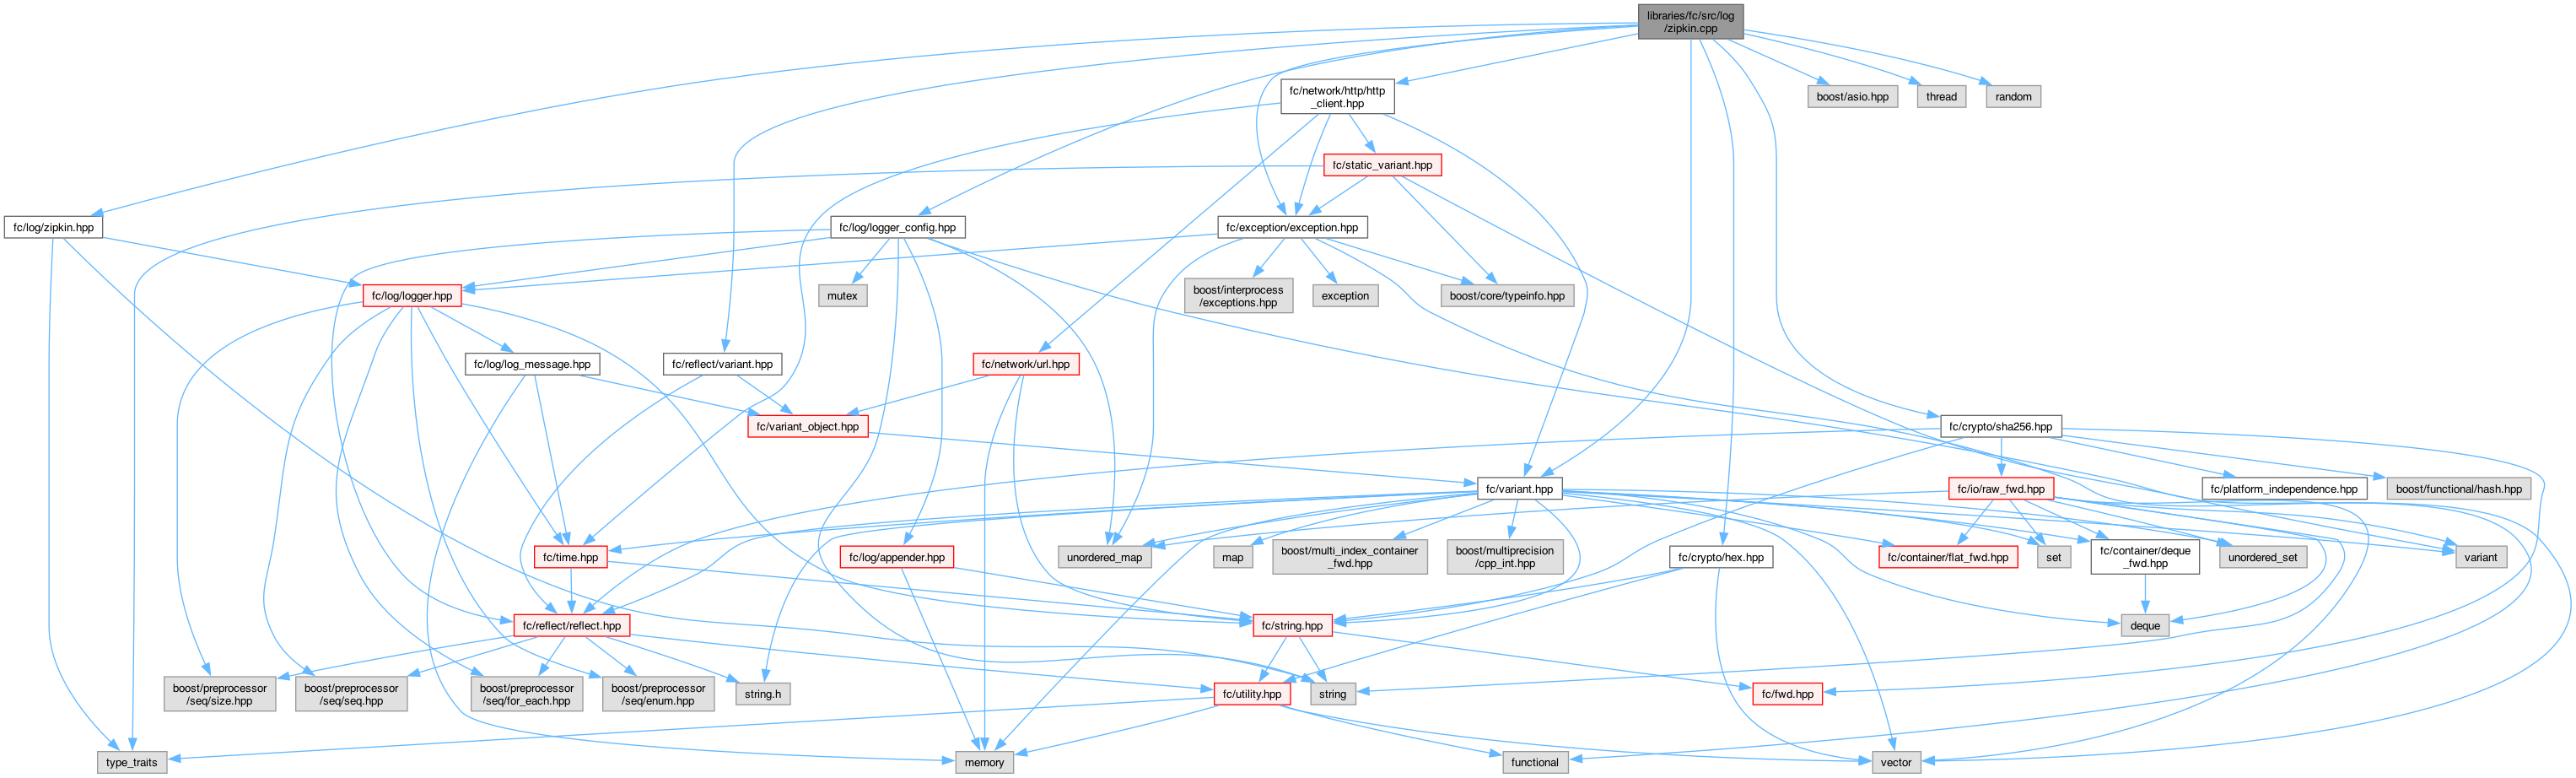 libraries/fc/src/log
/zipkin.cpp
fc/network/http/http
_client.hpp
boost/asio.hpp
thread
random
fc/static_variant.hpp
fc/log/zipkin.hpp
fc/log/logger_config.hpp
fc/exception/exception.hpp
fc/log/logger.hpp
mutex
boost/interprocess
/exceptions.hpp
exception
boost/core/typeinfo.hpp
fc/log/log_message.hpp
fc/reflect/variant.hpp
fc/network/url.hpp
fc/variant_object.hpp
fc/crypto/sha256.hpp
fc/variant.hpp
fc/io/raw_fwd.hpp
fc/platform_independence.hpp
boost/functional/hash.hpp
fc/time.hpp
fc/log/appender.hpp
unordered_map
map
boost/multi_index_container
_fwd.hpp
boost/multiprecision
/cpp_int.hpp
fc/crypto/hex.hpp
fc/container/flat_fwd.hpp
set
fc/container/deque
_fwd.hpp
unordered_set
variant
fc/reflect/reflect.hpp
fc/string.hpp
deque
boost/preprocessor
/seq/size.hpp
boost/preprocessor
/seq/seq.hpp
boost/preprocessor
/seq/for_each.hpp
boost/preprocessor
/seq/enum.hpp
string.h
fc/utility.hpp
string
fc/fwd.hpp
type_traits
memory
functional
vector